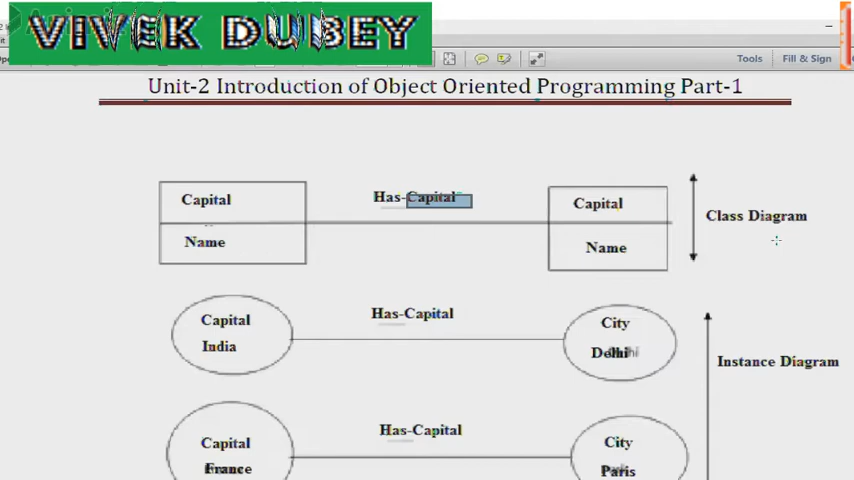 VIVEK DUBEY
Tools
Fill & Sign
Unit-2 Introduction of Object Oriented Programming Part-1
Capital
Has-Capital
Capital
Class Diagram
Name
Name
Has-Capital
Capital
City
India
Delhi
Instance Diagram
Has-Capital
Capital
City
France
Paris